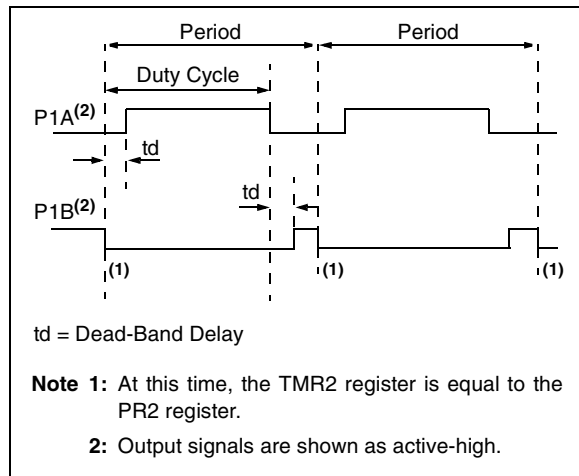 Period Period
Duty Cycle
P1A(2)
td
td
P1B(2)
(1) (1) (1)
td = Dead-Band Delay
Note 1: At this time, the TMR2 register is equal to the
PR2 register.
2: Output signals are shown as active-high.